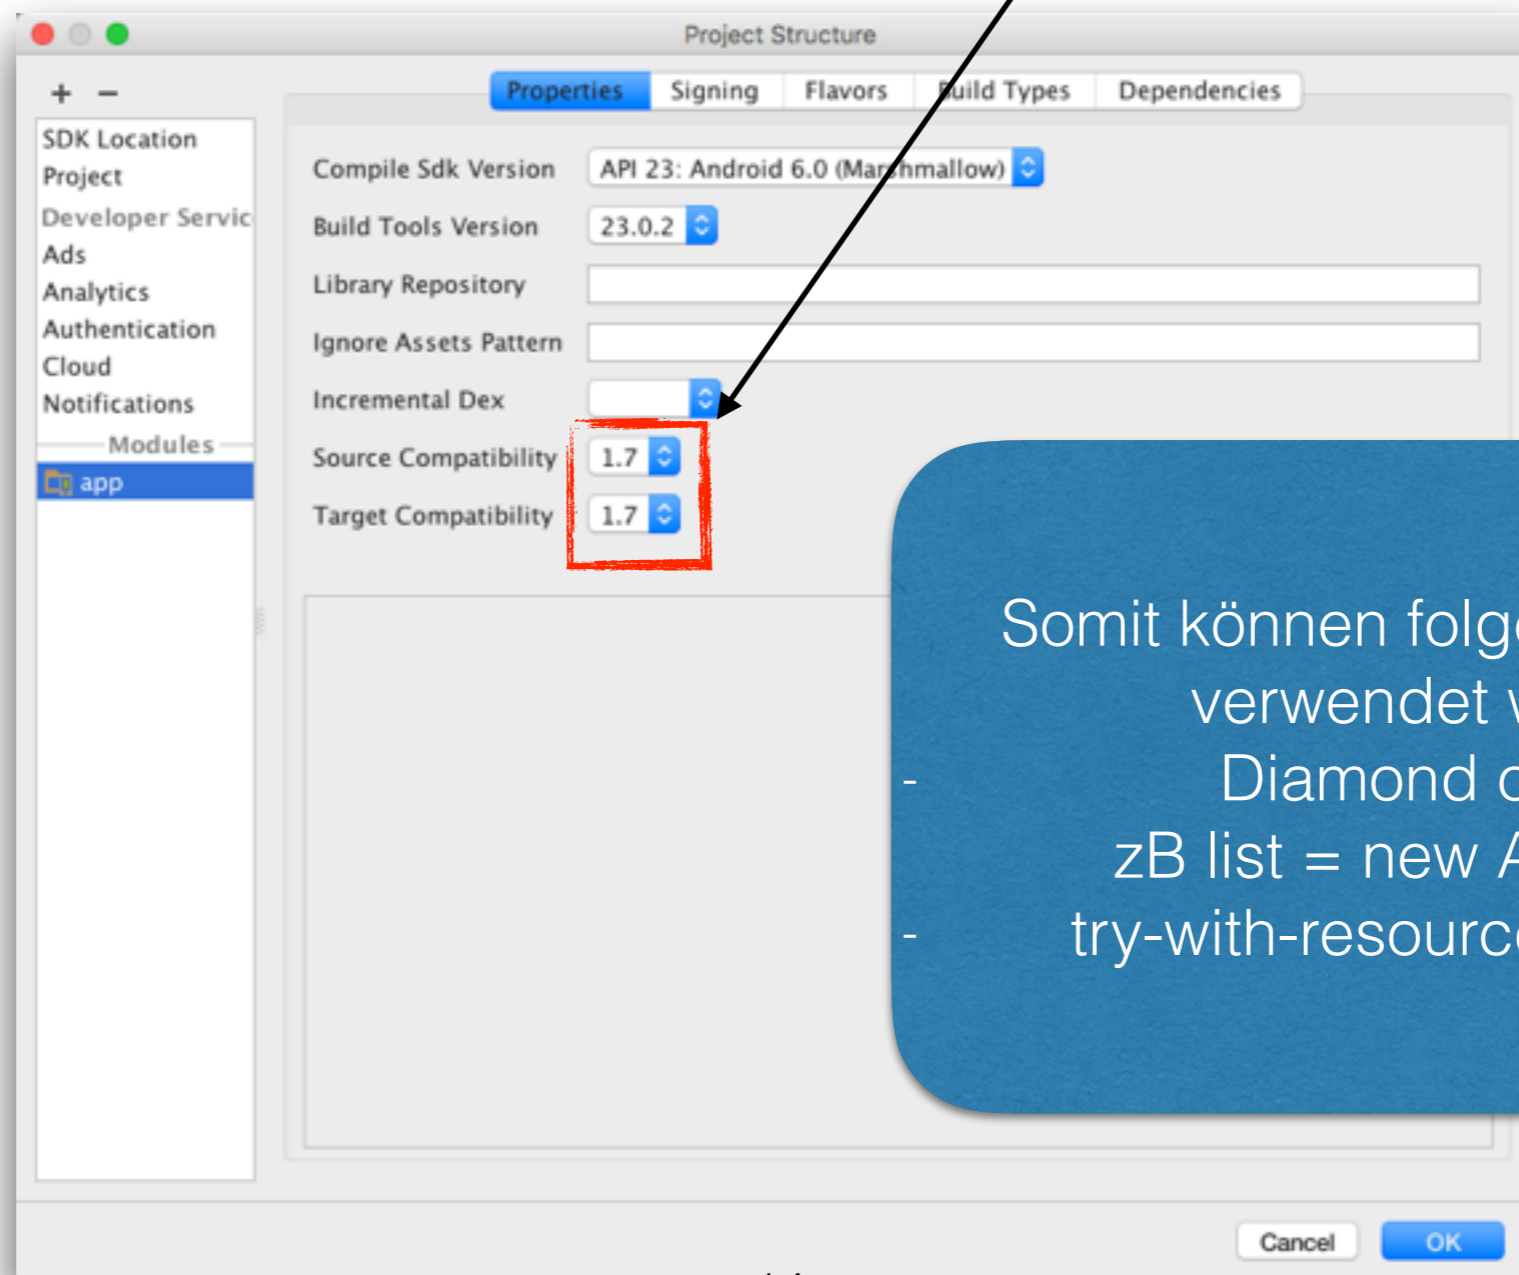 Project Structure
+ −
Properties Signing Flavors Build Types Dependencies
SDK Location
Project
Developer Servic
Ads
Analytics
Authentication
Cloud
Notifications
Modules
app
Compile Sdk Version API 23: Android 6.0 (Marshmallow)
Build Tools Version 23.0.2
Library Repository
Ignore Assets Pattern
Incremental Dex
Source Compatibility 1.7
Target Compatibility 1.7
Somit können folg
verwendet
- Diamond
zB list = new A
- try-with-resourc
Cancel OK